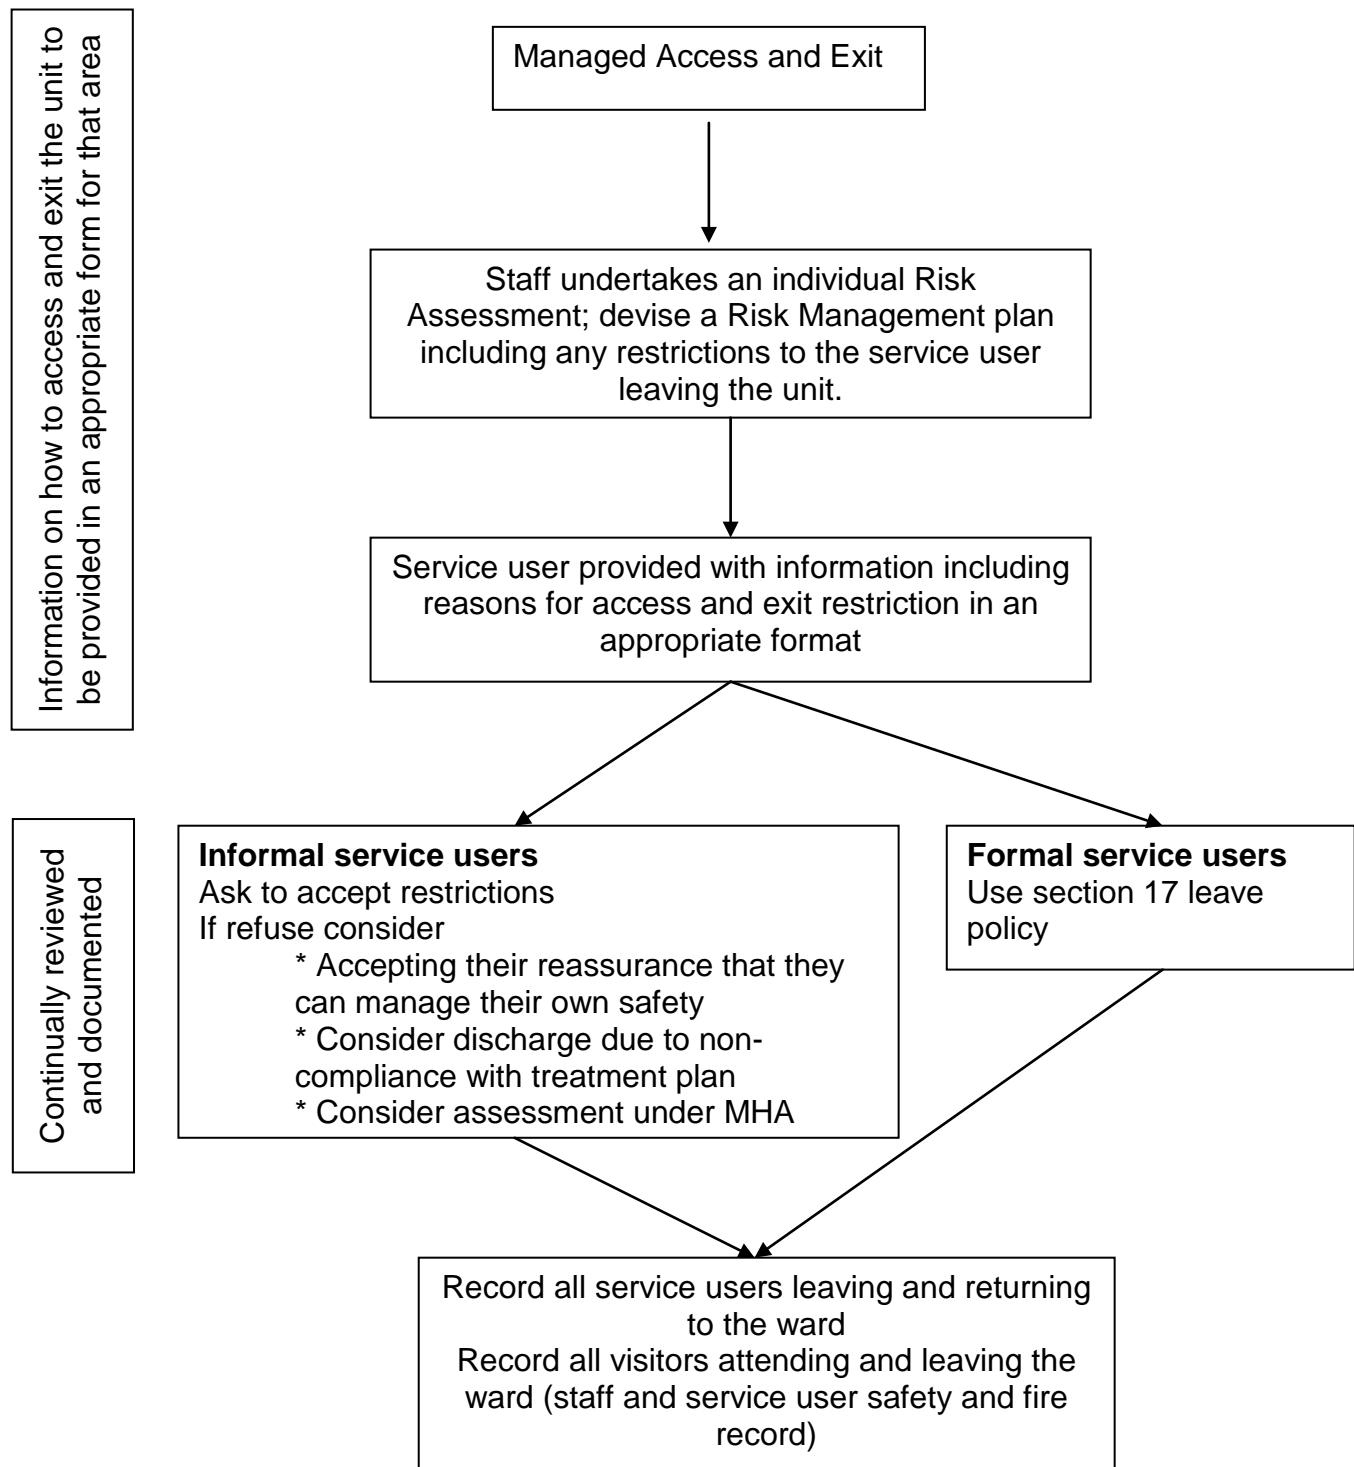 Information on how to access and exit the unit to
be provided in an appropriate form for that area
Managed Access and Exit
Staff undertakes an individual Risk
Assessment; devise a Risk Management plan
including any restrictions to the service user
leaving the unit.
Service user provided with information including
reasons for access and exit restriction in an
appropriate format
Continually reviewed
and documented
Informal service users
Ask to accept restrictions
If refuse consider
* Accepting their reassurance that they
can manage their own safety
* Consider discharge due to non-
compliance with treatment plan
* Consider assessment under MHA
Formal service users
Use section 17 leave
policy
Record all service users leaving and returning
to the ward
Record all visitors attending and leaving the
ward (staff and service user safety and fire
record)